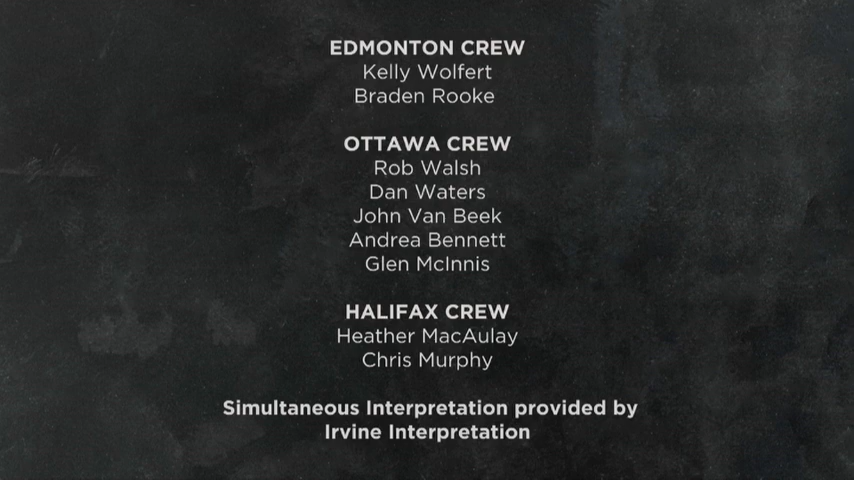 EDMONTON CREW
Kelly Wolfert
Braden Rooke
OTTAWA CREW
Rob Walsh
Dan Waters
John Van Beek
Andrea Bennett
Glen McInnis
HALIFAX CREW
Heather MacAulay
Chris Murphy
Simultaneous Interpretation provided by
Irvine Interpretation